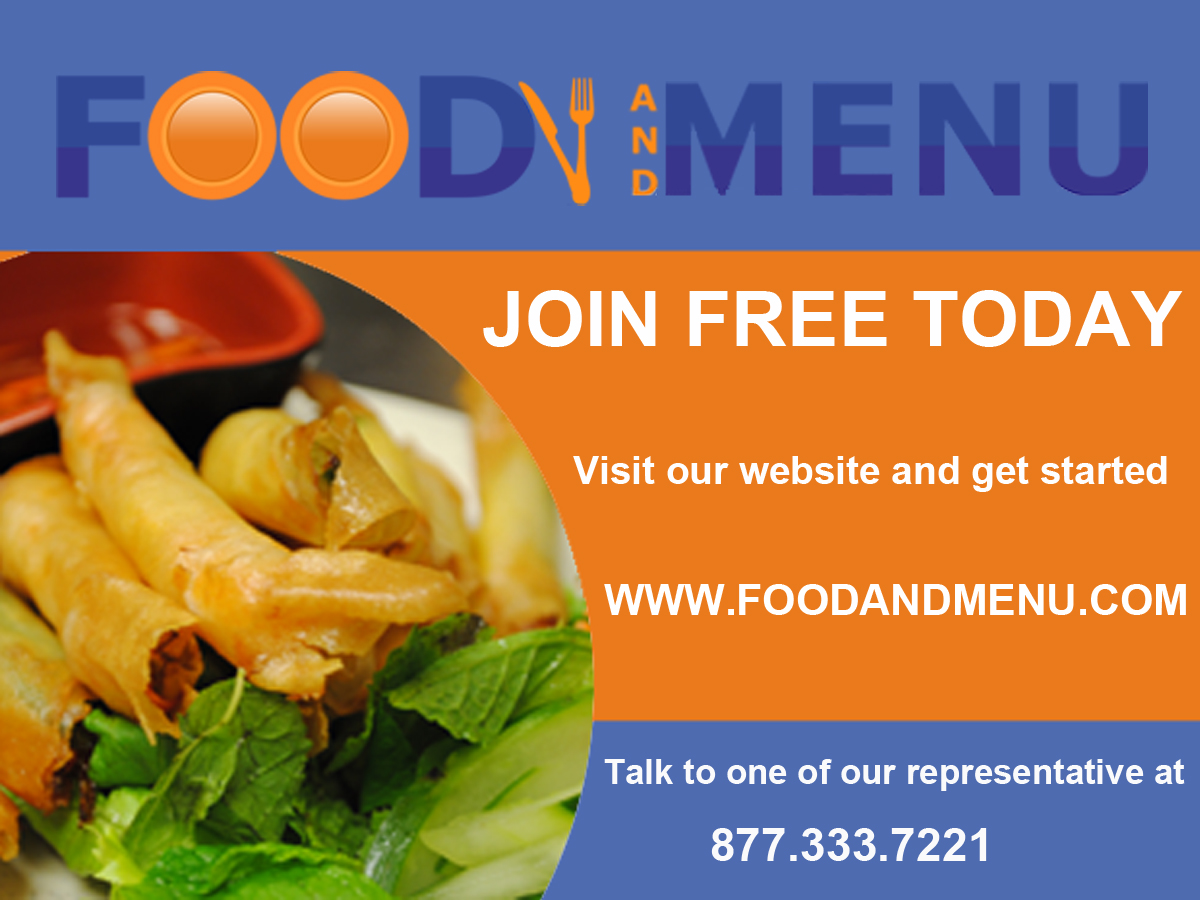 FOOD AND MENU
JOIN FREE TODAY
Visit our website and get started
WWW.FOODANDMENU.COM
Talk to one of our representative at
877.333.7221